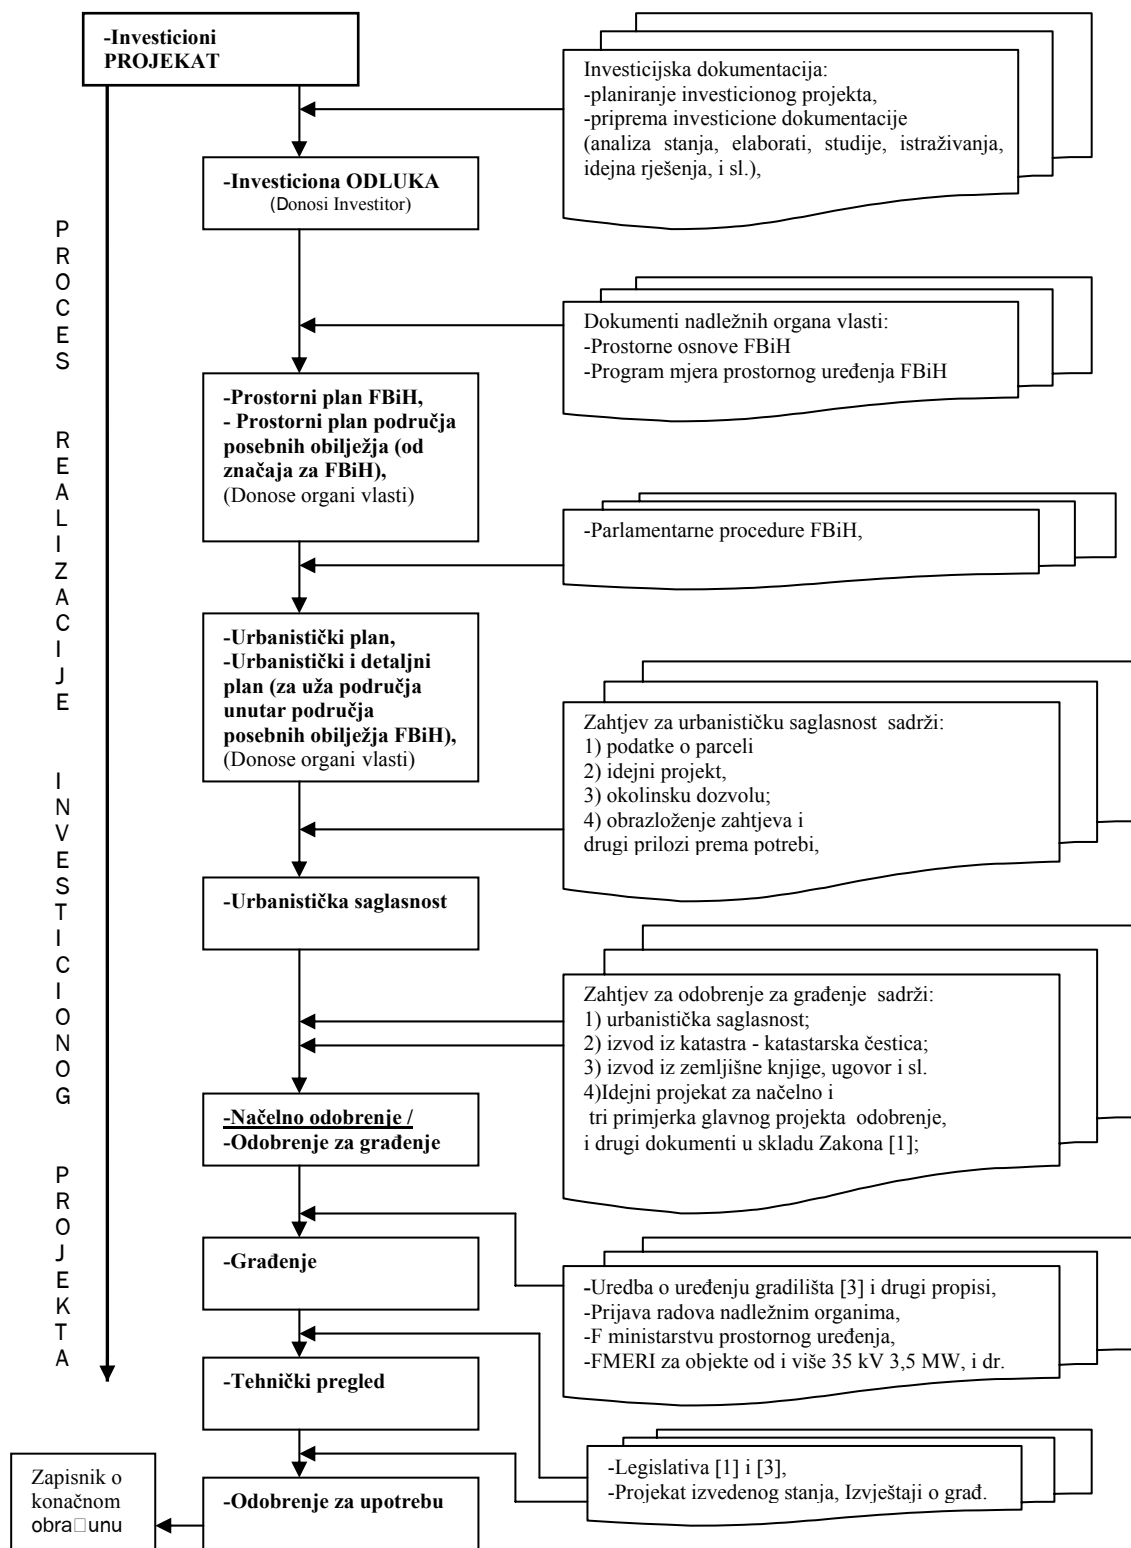 -Investicioni
PROJEKAT
Investicijska dokumentacija:
-planiranje investicionog projekta,
-priprema investicione dokumentacije
(analiza stanja, elaborati, studije, istraživanja,
idejna rješenja, i sl.),
-Investiciona ODLUKA
(Donosi Investitor)
PROCES REALIZACIJE INVESTICIONOG PROJEKTA
Dokumenti nadležnih organa vlasti:
-Prostorne osnove FBiH
-Program mjera prostornog uređenja FBiH
-Prostorni plan FBiH,
- Prostorni plan područja
posebnih obilježja (od
značaja za FBiH),
(Donose organi vlasti)
-Parlamentarne procedure FBiH,
-Urbanistički plan,
-Urbanistički i detaljni
plan (za uža područja
unutar područja
posebnih obilježja FBiH),
(Donose organi vlasti)
Zahtjev za urbanističku saglasnost sadrži:
1) podatke o parceli
2) idejni projekt,
3) okolinsku dozvolu;
4) obrazloženje zahtjeva i
drugi prilozi prema potrebi,
-Urbanistička saglasnost
Zahtjev za odobrenje za građenje sadrži:
1) urbanistička saglasnost;
2) izvod iz katastra - katastarska čestica;
3) izvod iz zemljišne knjige, ugovor i sl.
4)Idejni projekat za načelno i
tri primjerka glavnog projekta odobrenje,
i drugi dokumenti u skladu Zakona [1];
-Načelno odobrenje /
-Odobrenje za građenje
-Građenje
-Uredba o uređenju gradilišta [3] i drugi propisi,
-Prijava radova nadležnim organima,
-F ministarstvu prostornog uređenja,
-FMERI za objekte od i više 35 kV 3,5 MW, i dr.
-Tehnički pregled
-Legislativa [1] i [3],
-Projekat izvedenog stanja, Izvještaji o građ.
-Odobrenje za upotrebu
Zapisnik o
konačnom
obra□unu